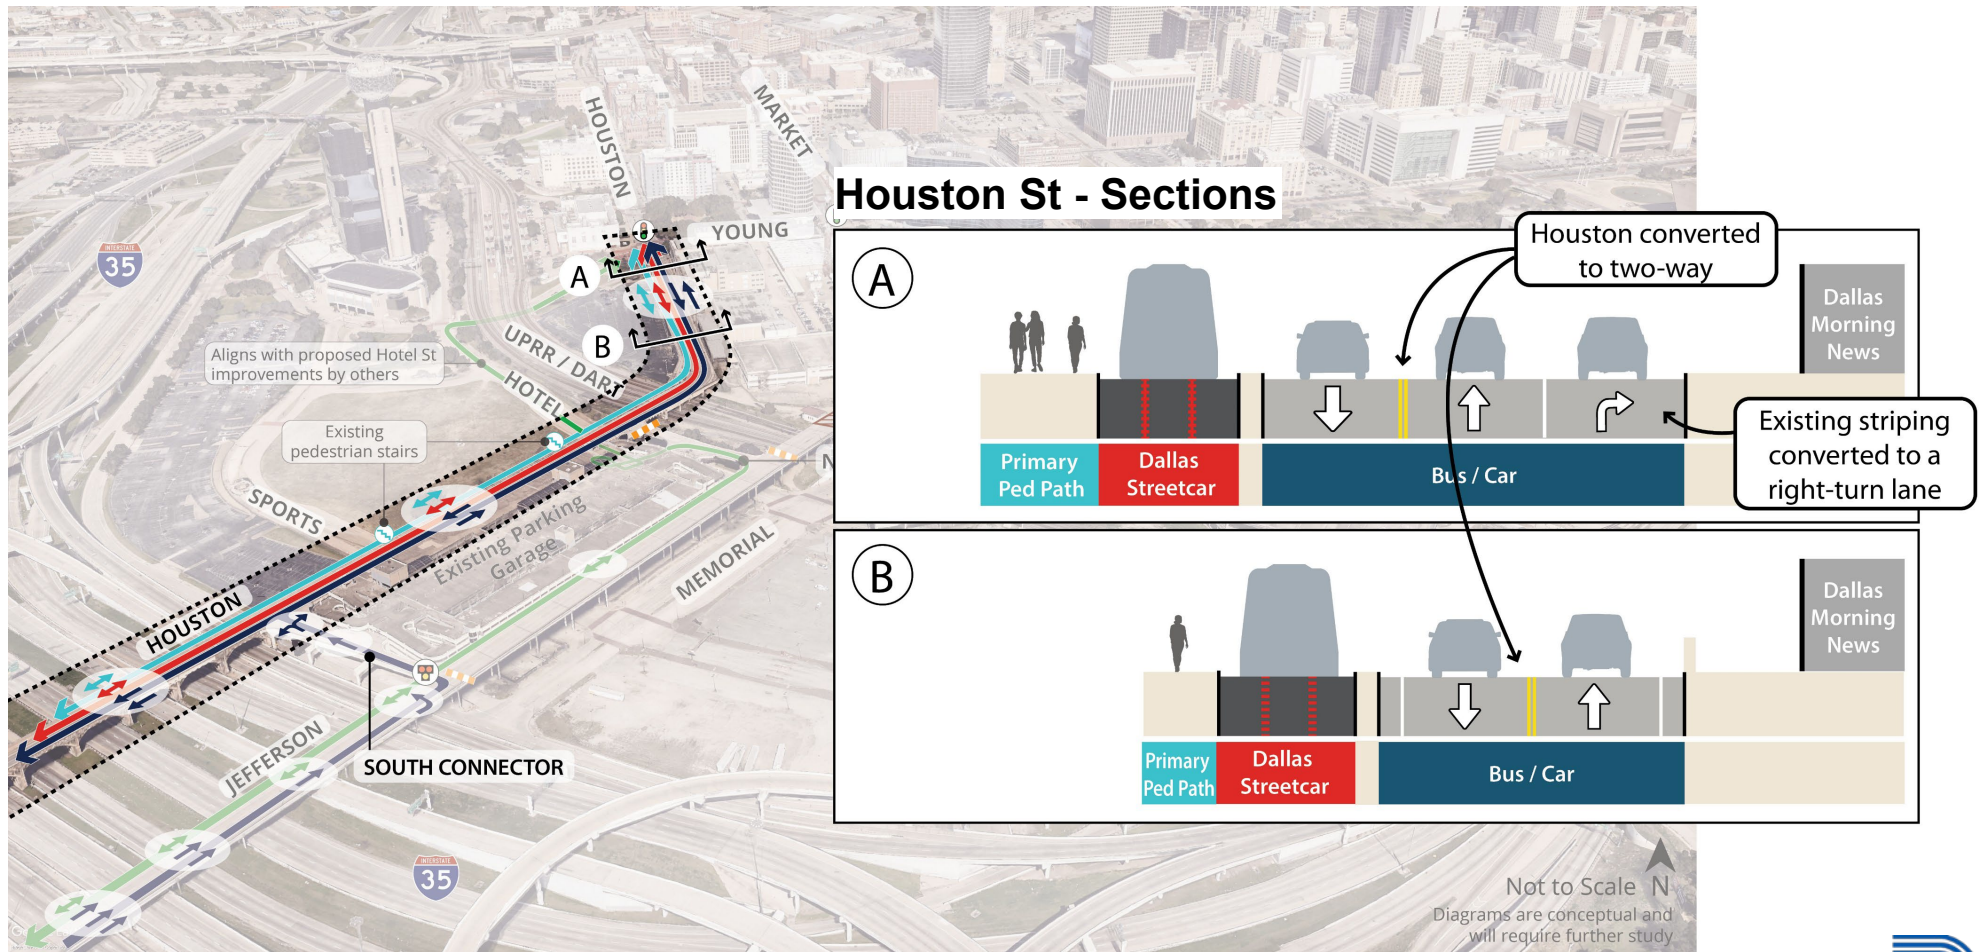 HOUSTON
MARKET
YOUNG
INTERSTATE
35
A
B
UPRR / DART
Aligns with proposed Hotel St
improvements by others
HOTEL
Existing
pedestrian stairs
SPORTS
Existing Parking
Garage
MEMORIAL
HOUSTON
JEFFERSON
SOUTH CONNECTOR
INTERSTATE
35
Houston St - Sections
A
Houston converted
to two-way
Dallas
Morning
News
Existing striping
converted to a
right-turn lane
Primary
Ped Path
Dallas
Streetcar
Bus / Car
B
Dallas
Morning
News
Primary
Ped Path
Dallas
Streetcar
Bus / Car
Not to Scale N
Diagrams are conceptual and
will require further study